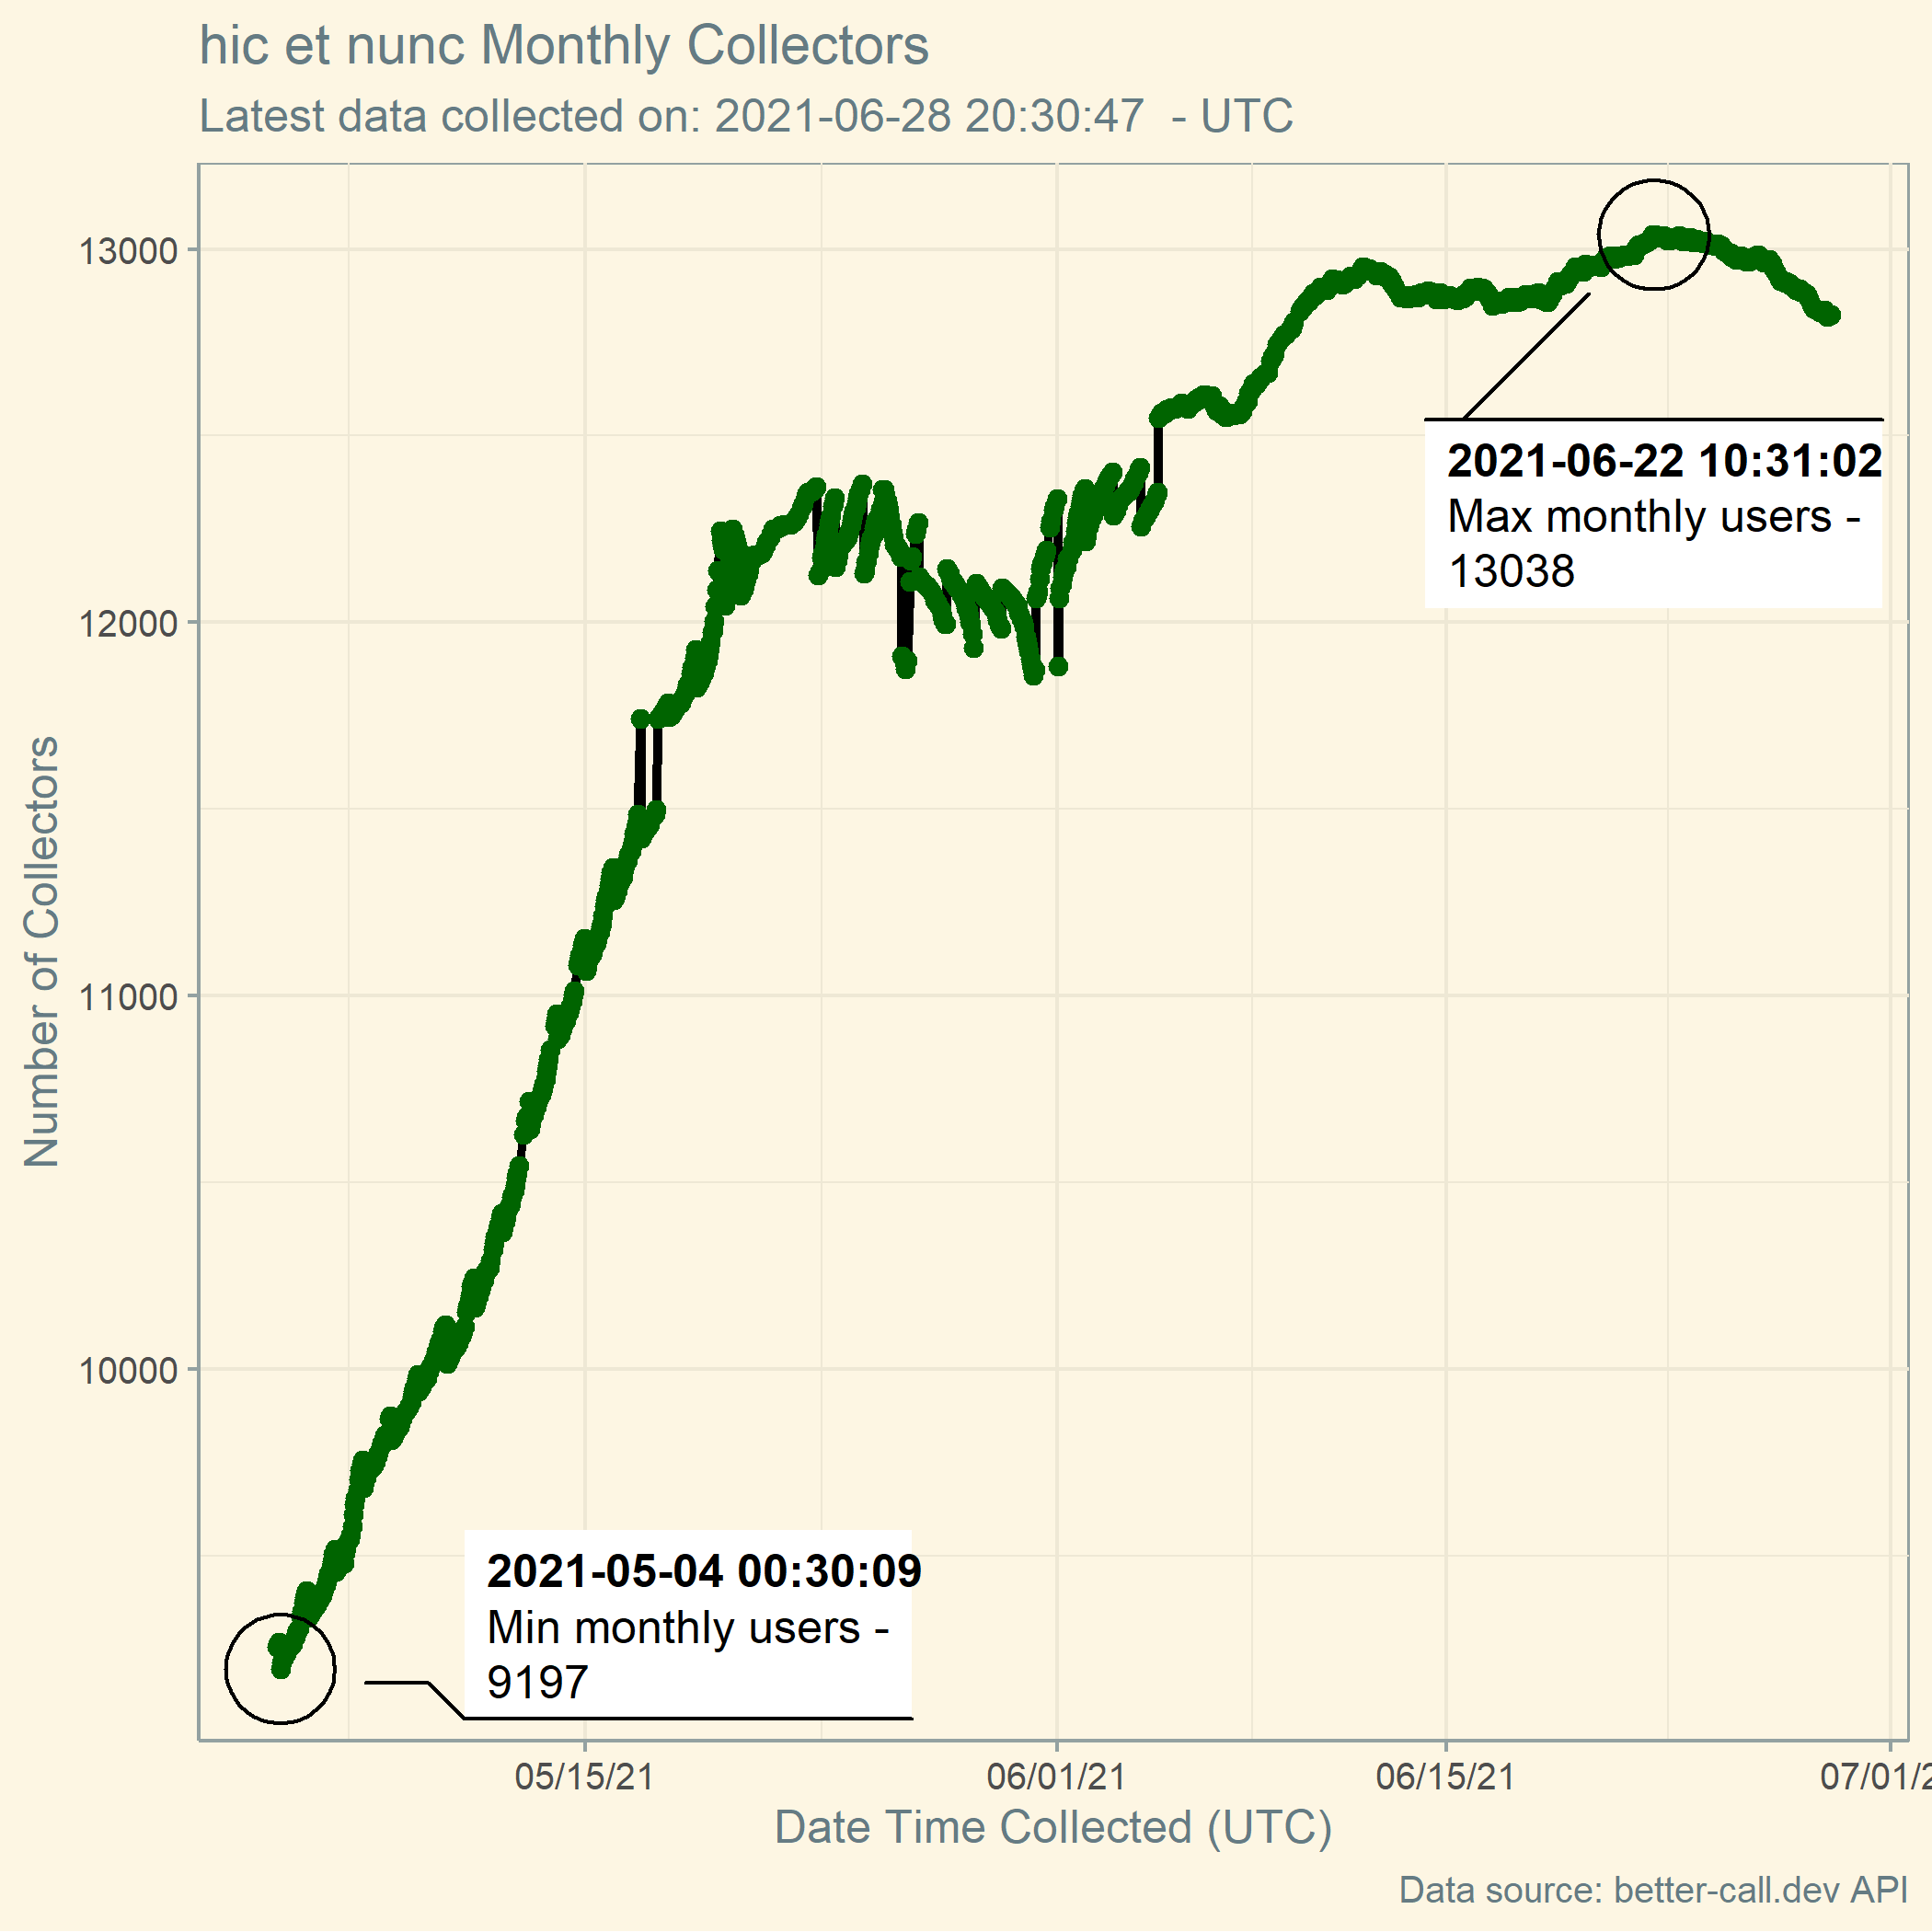 hic et nunc Monthly Collectors
Latest data collected on: 2021-06-28 20:30:47  - UTC
Number of Collectors
13000
12000
11000
10000
2021-06-22 10:31:02
Max monthly users -
13038
2021-05-04 00:30:09
Min monthly users -
9197
05/15/21
06/01/21
06/15/21
07/01/2
Date Time Collected (UTC)
Data source: better-call.dev API